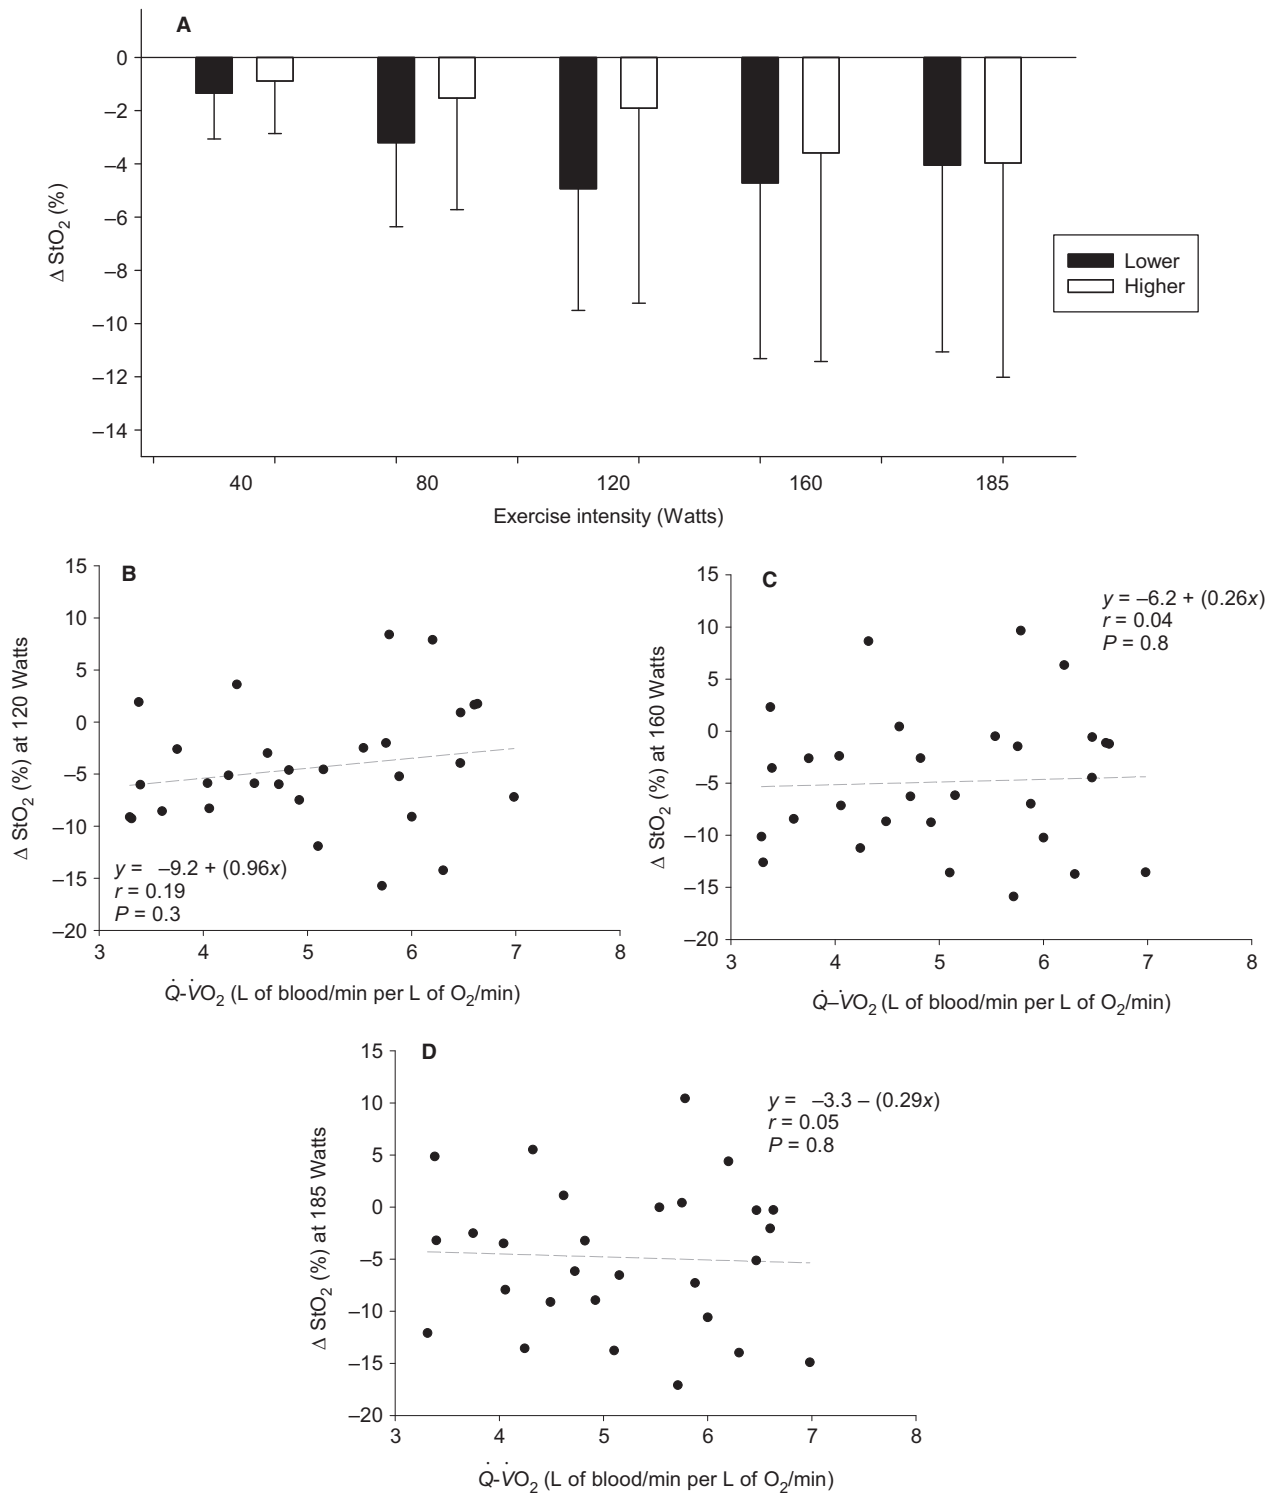 A
0
–2
–4
–6
–8
–10
–12
–14
Δ StO2 (%)
Lower
Higher
40 80 120 160 185
Exercise intensity (Watts)
B
15
10
5
0
–5
–10
–15
–20
Δ StO2 (%) at 120 Watts
y = –9.2 + (0.96x)
r = 0.19
P = 0.3
3 4 5 6 7 8
Q̇-V̇O2 (L of blood/min per L of O2/min)
C
15
10
5
0
–5
–10
–15
–20
Δ StO2 (%) at 160 Watts
y = –6.2 + (0.26x)
r = 0.04
P = 0.8
3 4 5 6 7 8
Q̇–V̇O2 (L of blood/min per L of O2/min)
D
15
10
5
0
–5
–10
–15
–20
Δ StO2 (%) at 185 Watts
y = –3.3 – (0.29x)
r = 0.05
P = 0.8
3 4 5 6 7 8
Q̇-V̇O2 (L of blood/min per L of O2/min)